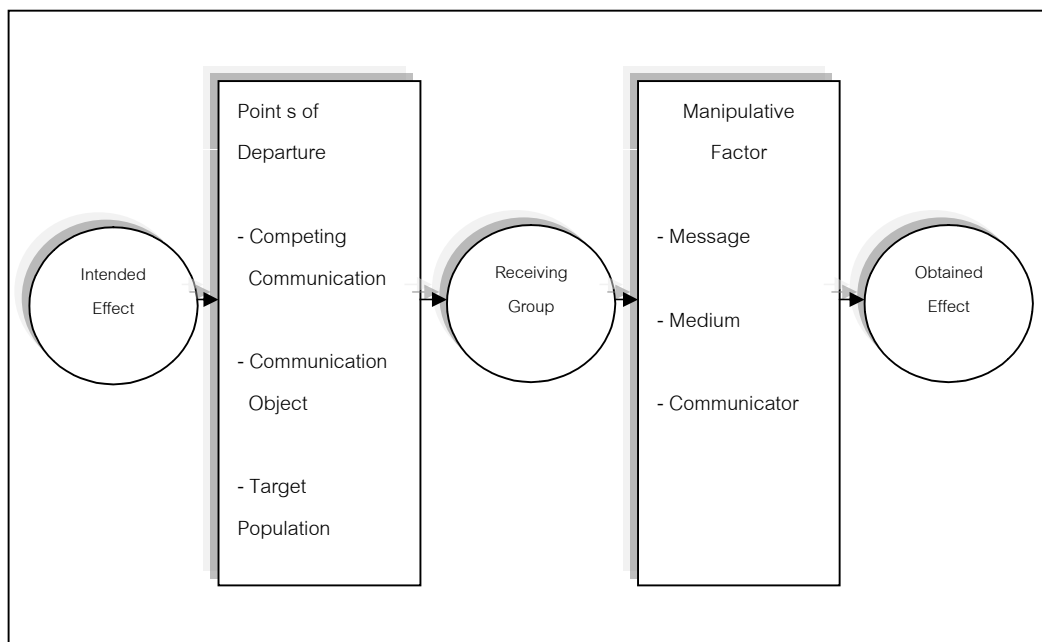 Intended
Effect
Point s of
Departure
- Competing
Communication
- Communication
Object
- Target
Population
Receiving
Group
Manipulative
Factor
- Message
- Medium
- Communicator
Obtained
Effect